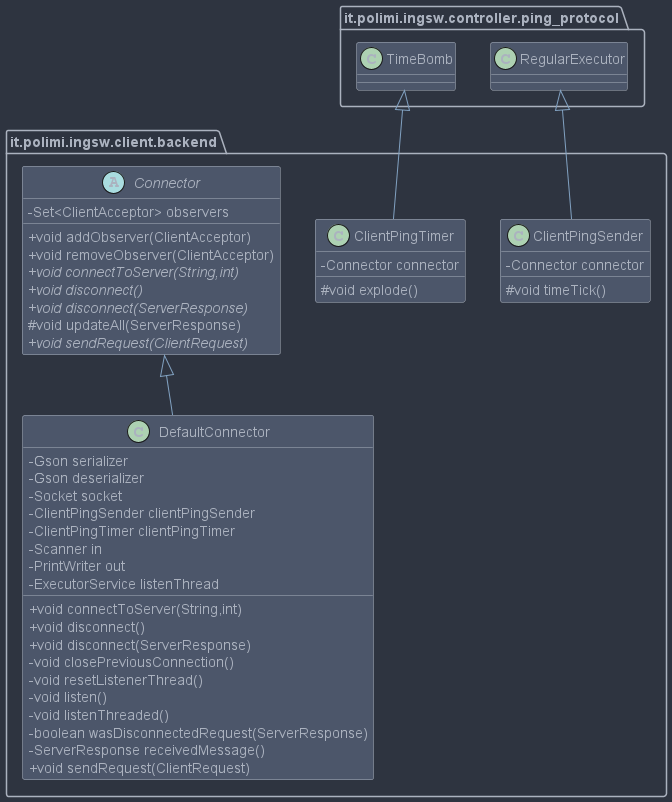 it.polimi.ingsw.controller.ping_protocol
C TimeBomb
C RegularExecutor
it.polimi.ingsw.client.backend
A Connector
-Set<ClientAcceptor> observers
+void addObserver(ClientAcceptor)
+void removeObserver(ClientAcceptor)
+void connectToServer(String,int)
+void disconnect()
+void disconnect(ServerResponse)
#void updateAll(ServerResponse)
+void sendRequest(ClientRequest)
C ClientPingTimer
-Connector connector
#void explode()
C ClientPingSender
-Connector connector
#void timeTick()
C DefaultConnector
-Gson serializer
-Gson deserializer
-Socket socket
-ClientPingSender clientPingSender
-ClientPingTimer clientPingTimer
-Scanner in
-PrintWriter out
-ExecutorService listenThread
+void connectToServer(String,int)
+void disconnect()
+void disconnect(ServerResponse)
-void closePreviousConnection()
-void resetListenerThread()
-void listen()
-void listenThreaded()
-boolean wasDisconnectedRequest(ServerResponse)
-ServerResponse receivedMessage()
+void sendRequest(ClientRequest)